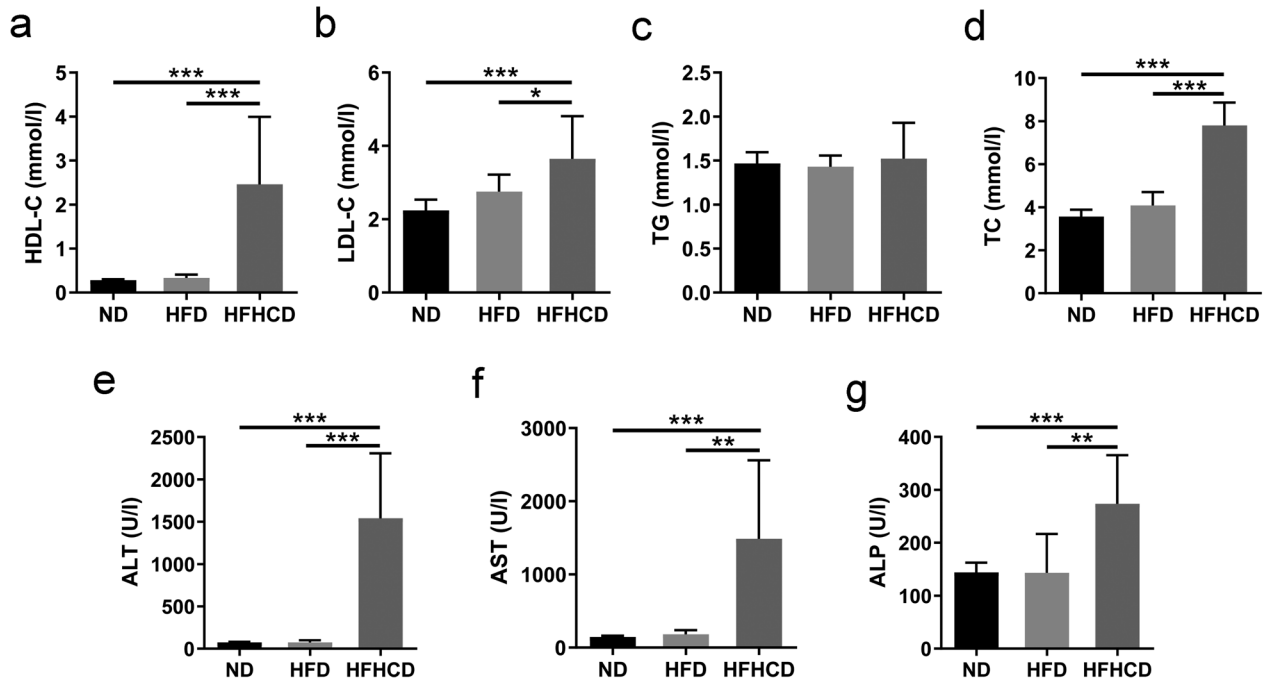 a
HDL-C (mmol/l)
5
4
3
2
1
0
***
***
ND HFD HFHCD
b
LDL-C (mmol/l)
6
4
2
0
***
*
ND HFD HFHCD
c
TG (mmol/l)
2.5
2.0
1.5
1.0
0.5
0.0
ND HFD HFHCD
d
TC (mmol/l)
10
8
6
4
2
0
***
***
ND HFD HFHCD
e
ALT (U/l)
2500
2000
1500
1000
500
0
***
***
ND HFD HFHCD
f
AST (U/l)
3000
2000
1000
0
***
**
ND HFD HFHCD
g
ALP (U/l)
400
300
200
100
0
***
**
ND HFD HFHCD